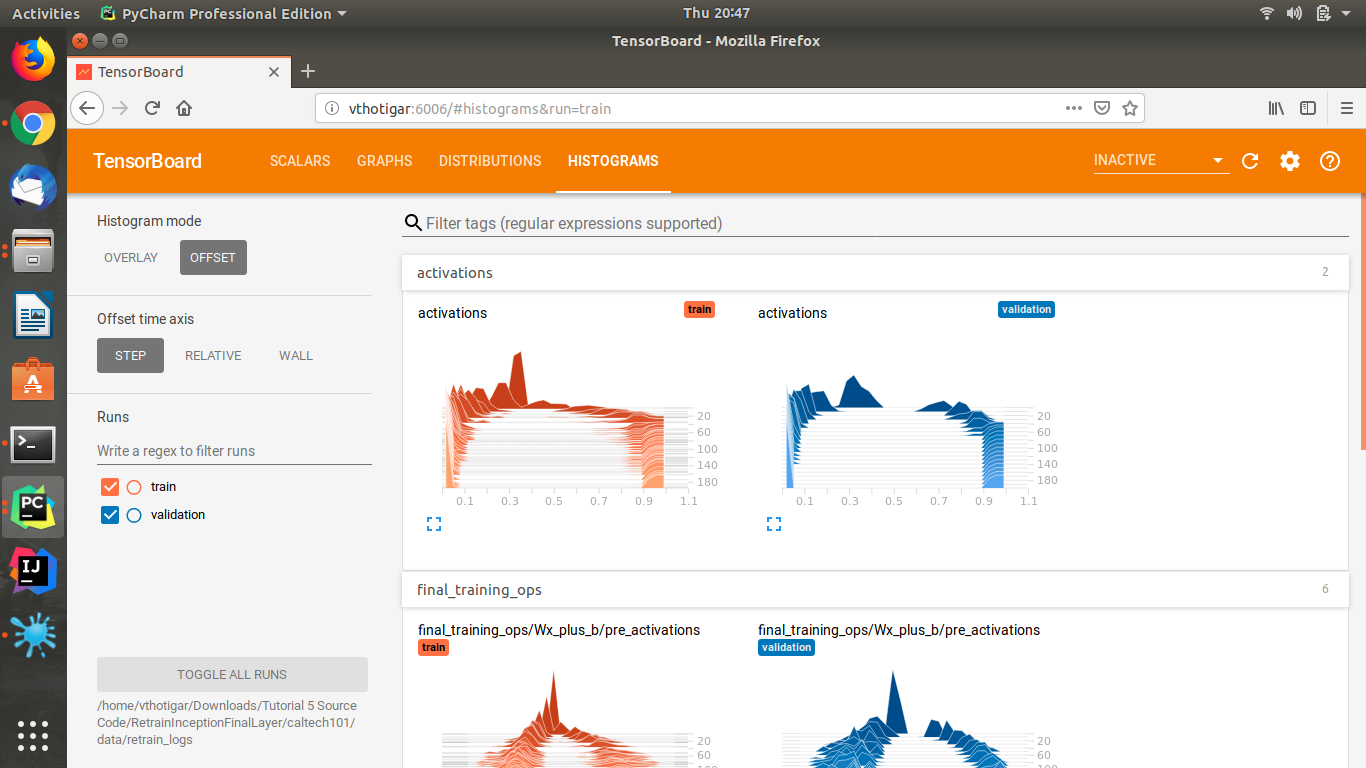 Activities PyCharm Professional Edition Thu 20:47
TensorBoard - Mozilla Firefox
TensorBoard
vthotigar:6006/#histograms&run=train
TensorBoard SCALARS GRAPHS DISTRIBUTIONS HISTOGRAMS INACTIVE
Histogram mode
OVERLAY OFFSET
Offset time axis
STEP RELATIVE WALL
Runs
Write a regex to filter runs
train
validation
TOGGLE ALL RUNS
/home/vthotigar/Downloads/Tutorial 5 Source
Code/RetrainInceptionFinalLayer/caltech101/
data/retrain_logs
Filter tags (regular expressions supported)
activations 2
activations train
20
60
100
140
180
0.1 0.3 0.5 0.7 0.9 1.1
activations validation
20
60
100
140
180
0.1 0.3 0.5 0.7 0.9 1.1
final_training_ops 6
final_training_ops/Wx_plus_b/pre_activations
train
20
60
100
final_training_ops/Wx_plus_b/pre_activations
validation
20
60
100
PC
IJ